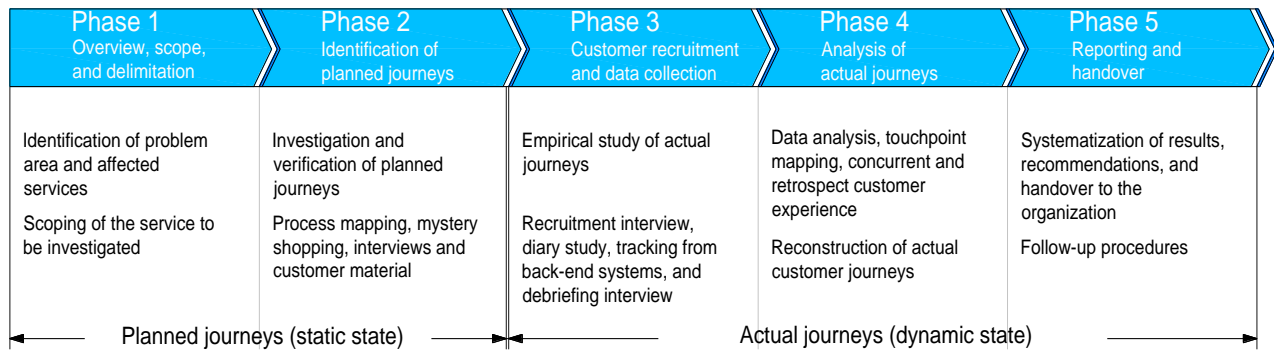 Phase 1
Overview, scope,
and delimitation
Phase 2
Identification of
planned journeys
Phase 3
Customer recruitment
and data collection
Phase 4
Analysis of
actual journeys
Phase 5
Reporting and
handover
Identification of problem
area and affected
services
Scoping of the service to
be investigated
Investigation and
verification of planned
journeys
Process mapping, mystery
shopping, interviews and
customer material
Empirical study of actual
journeys
Recruitment interview,
diary study, tracking from
back-end systems, and
debriefing interview
Data analysis, touchpoint
mapping, concurrent and
retrospect customer
experience
Reconstruction of actual
customer journeys
Systematization of results,
recommendations, and
handover to the
organization
Follow-up procedures
Planned journeys (static state)
Actual journeys (dynamic state)